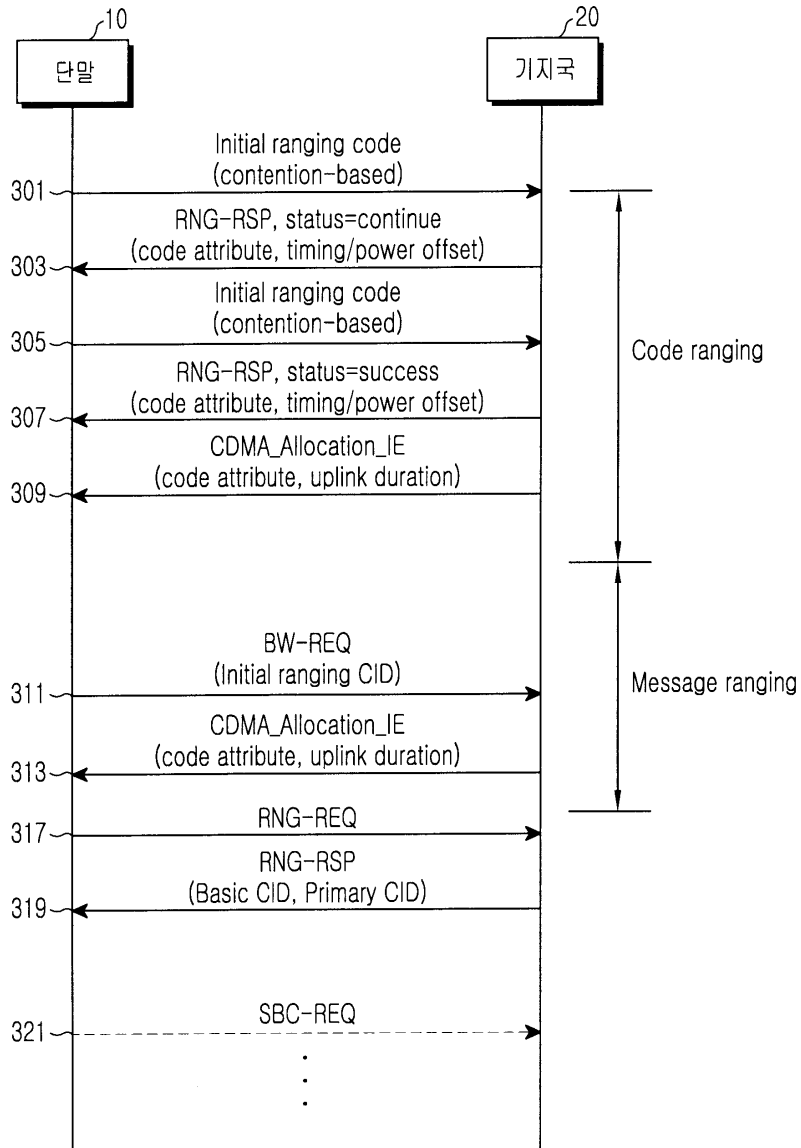 10
20
단말
기지국
Initial ranging code
(contention-based)
301
RNG-RSP, status=continue
(code attribute, timing/power offset)
303
Initial ranging code
(contention-based)
305
Code ranging
RNG-RSP, status=success
(code attribute, timing/power offset)
307
CDMA_Allocation_IE
(code attribute, uplink duration)
309
BW-REQ
(Initial ranging CID)
311
Message ranging
CDMA_Allocation_IE
(code attribute, uplink duration)
313
RNG-REQ
317
RNG-RSP
(Basic CID, Primary CID)
319
SBC-REQ
321